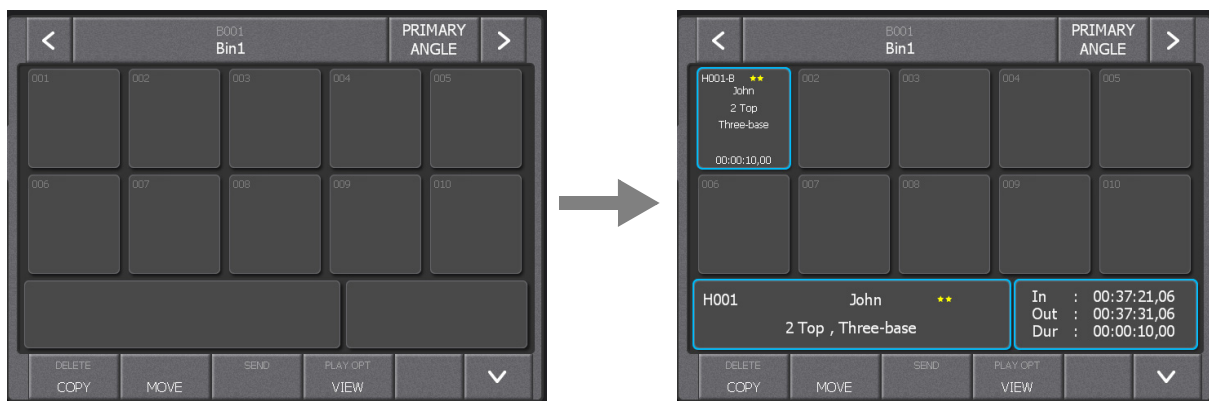 B001
Bin1
PRIMARY
ANGLE
001 002 003 004 005
006 007 008 009 010
DELETE
COPY
MOVE
SEND
PLAY OPT
VIEW
B001
Bin1
PRIMARY
ANGLE
H001-B ★★
John
2 Top
Three-base
00:00:10,00
002 003 004 005
006 007 008 009 010
H001 John ★★
2 Top , Three-base
In : 00:37:21,06
Out : 00:37:31,06
Dur : 00:00:10,00
DELETE
COPY
MOVE
SEND
PLAY OPT
VIEW